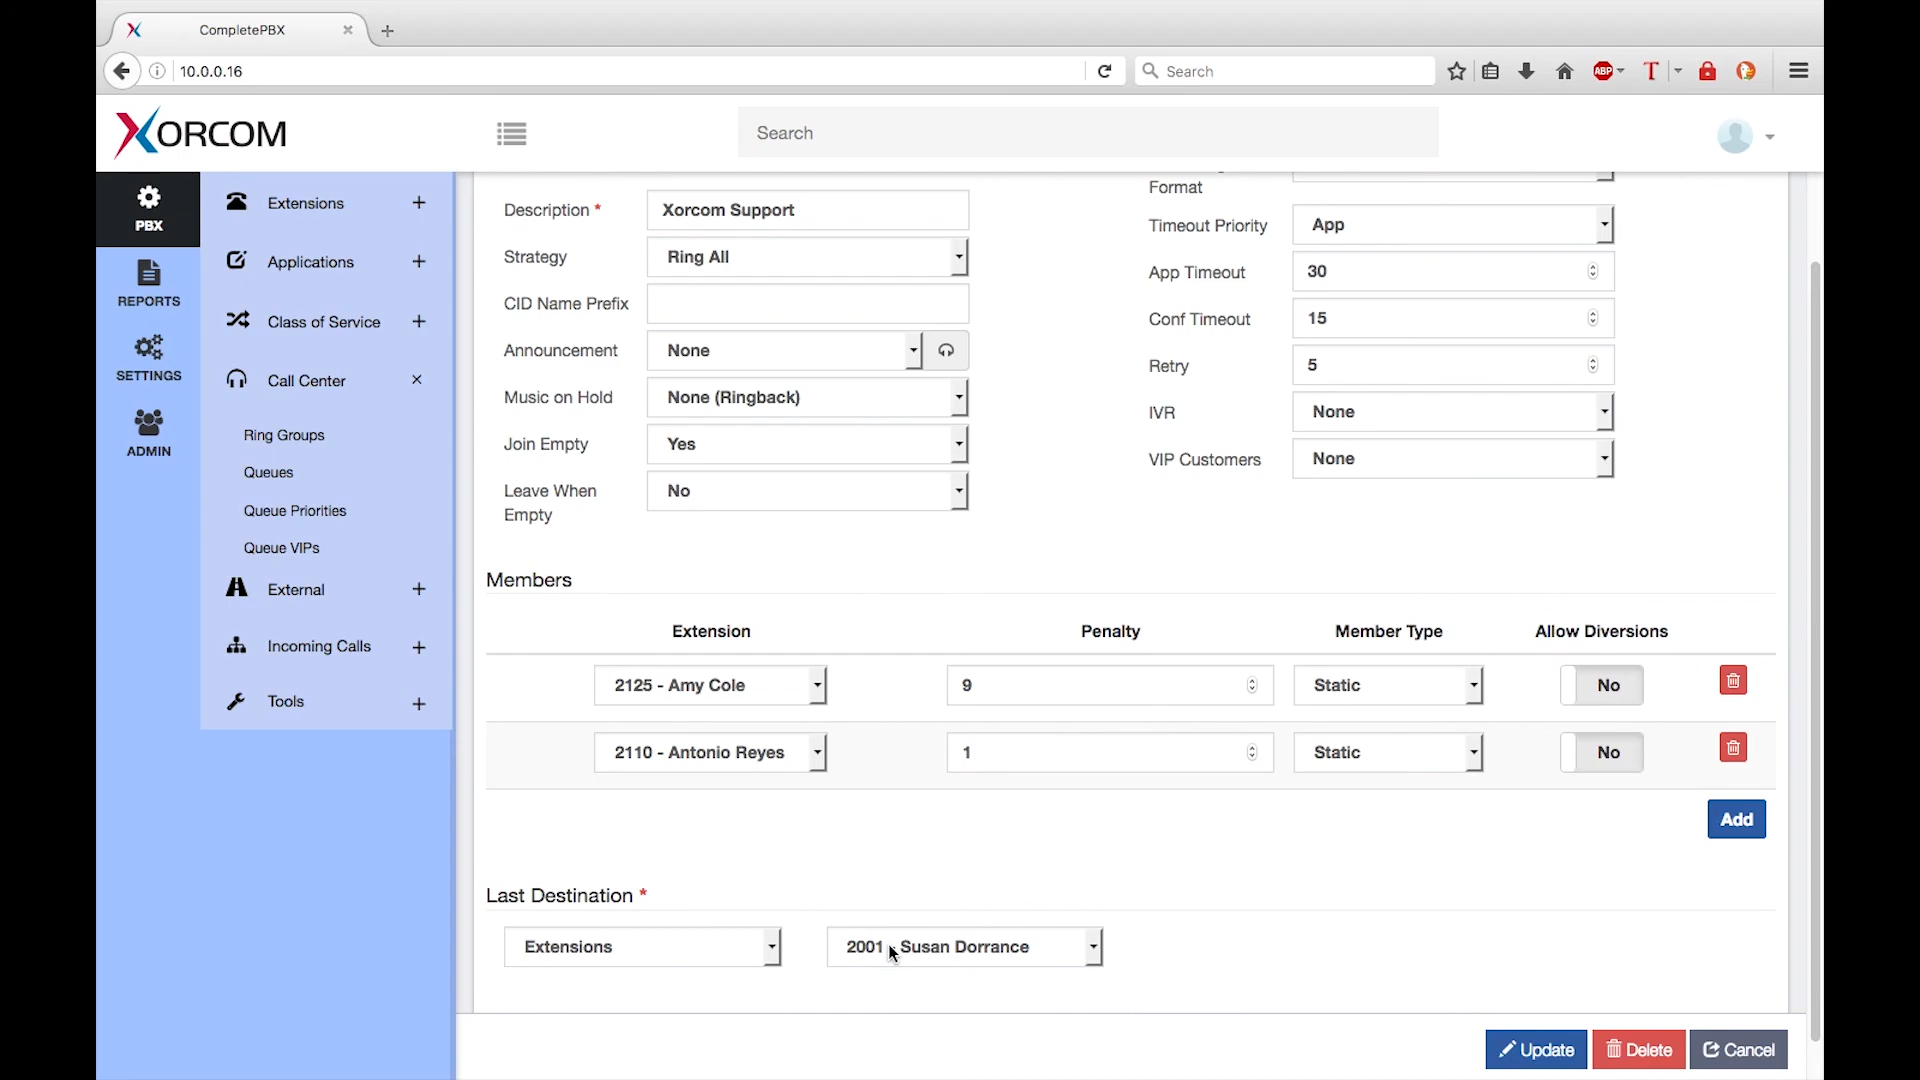 CompletePBX
10.0.0.16
Search
ABP
T
XORCOM
Search
PBX
REPORTS
SETTINGS
ADMIN
Extensions
Applications
Class of Service
Call Center
Ring Groups
Queues
Queue Priorities
Queue VIPs
External
Incoming Calls
Tools
Description * Xorcom Support
Strategy Ring All
CID Name Prefix
Announcement None
Music on Hold None (Ringback)
Join Empty Yes
Leave When Empty No
Format
Timeout Priority App
App Timeout 30
Conf Timeout 15
Retry 5
IVR None
VIP Customers None
Members
Extension Penalty Member Type Allow Diversions
2125 - Amy Cole 9 Static No
2110 - Antonio Reyes 1 Static No
Add
Last Destination *
Extensions 2001 - Susan Dorrance
Update Delete Cancel